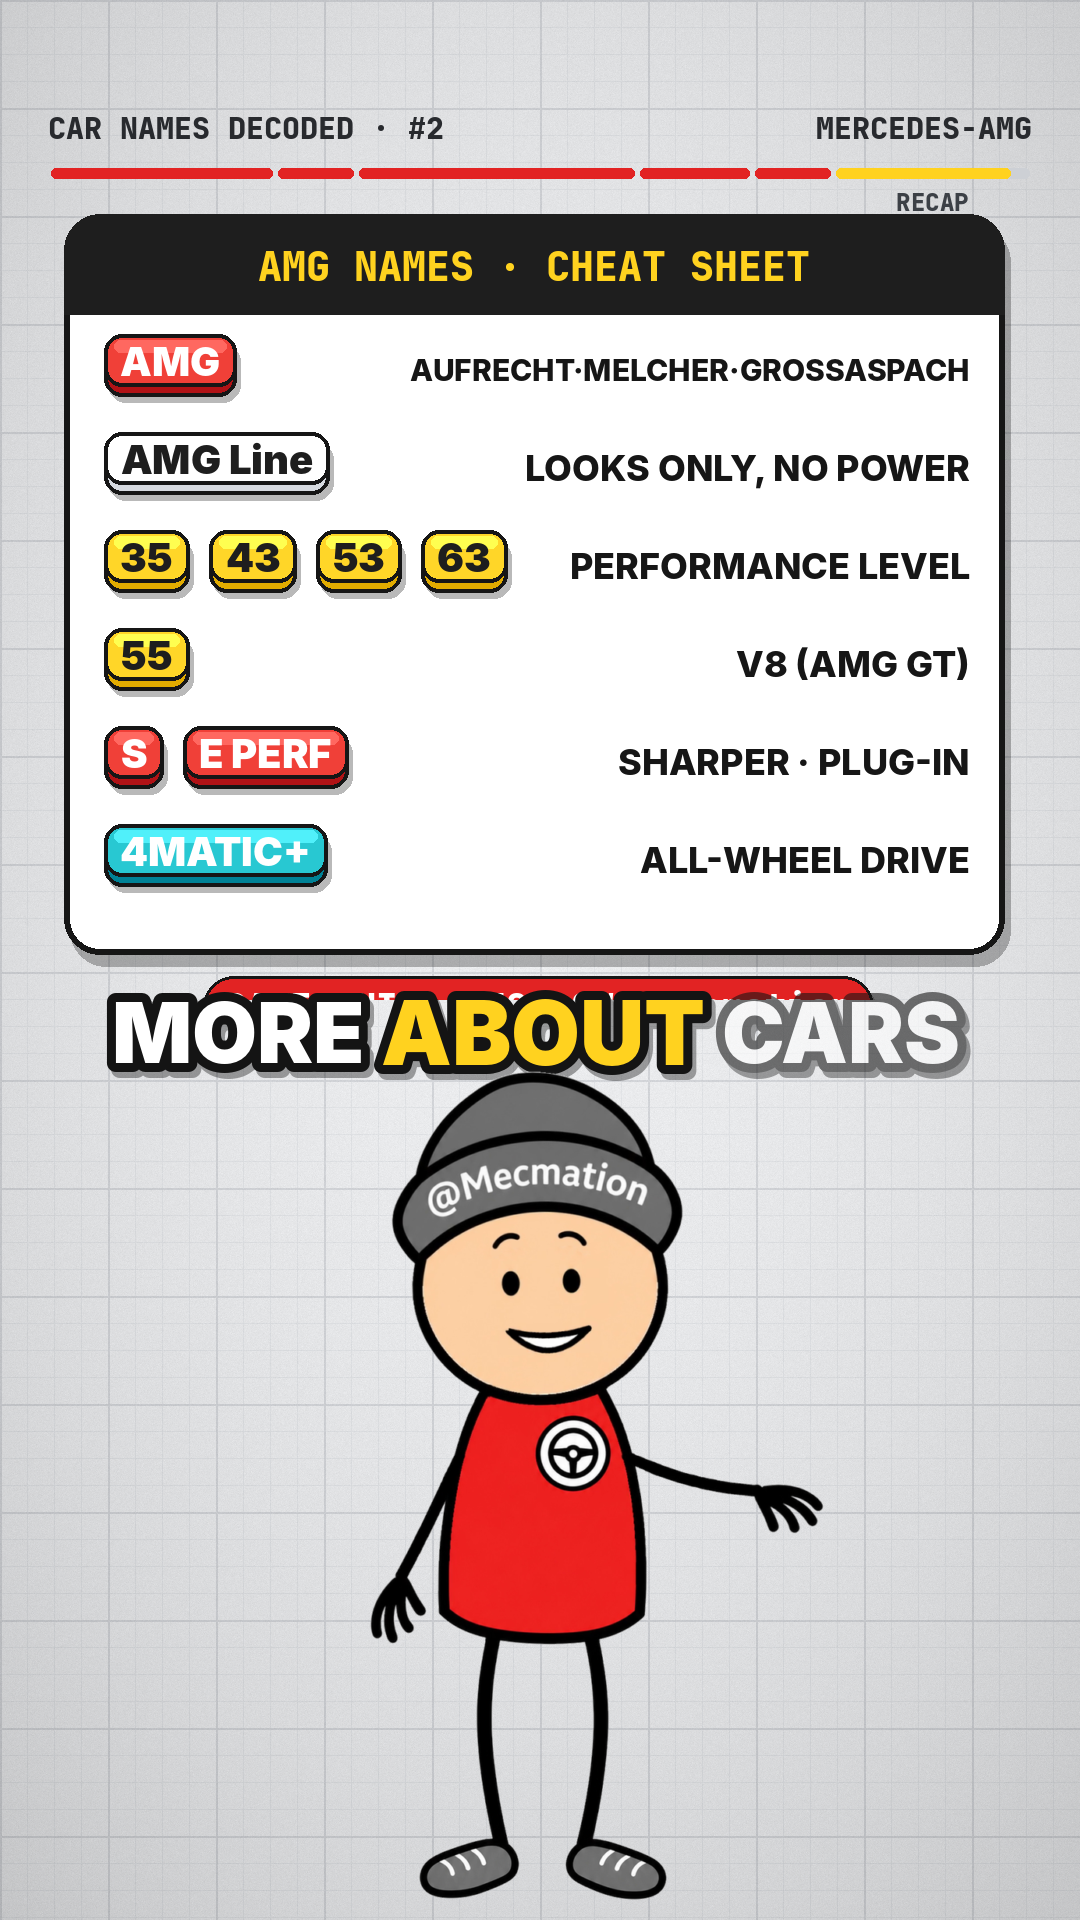 CAR NAMES DECODED · #2
MERCEDES-AMG
RECAP
AMG NAMES · CHEAT SHEET
AMG AUFRECHT·MELCHER·GROSSASPACH
AMG Line LOOKS ONLY, NO POWER
35 43 53 63 PERFORMANCE LEVEL
55 V8 (AMG GT)
S E PERF SHARPER · PLUG-IN
4MATIC+ ALL-WHEEL DRIVE
MORE ABOUT CARS
@Mecmation